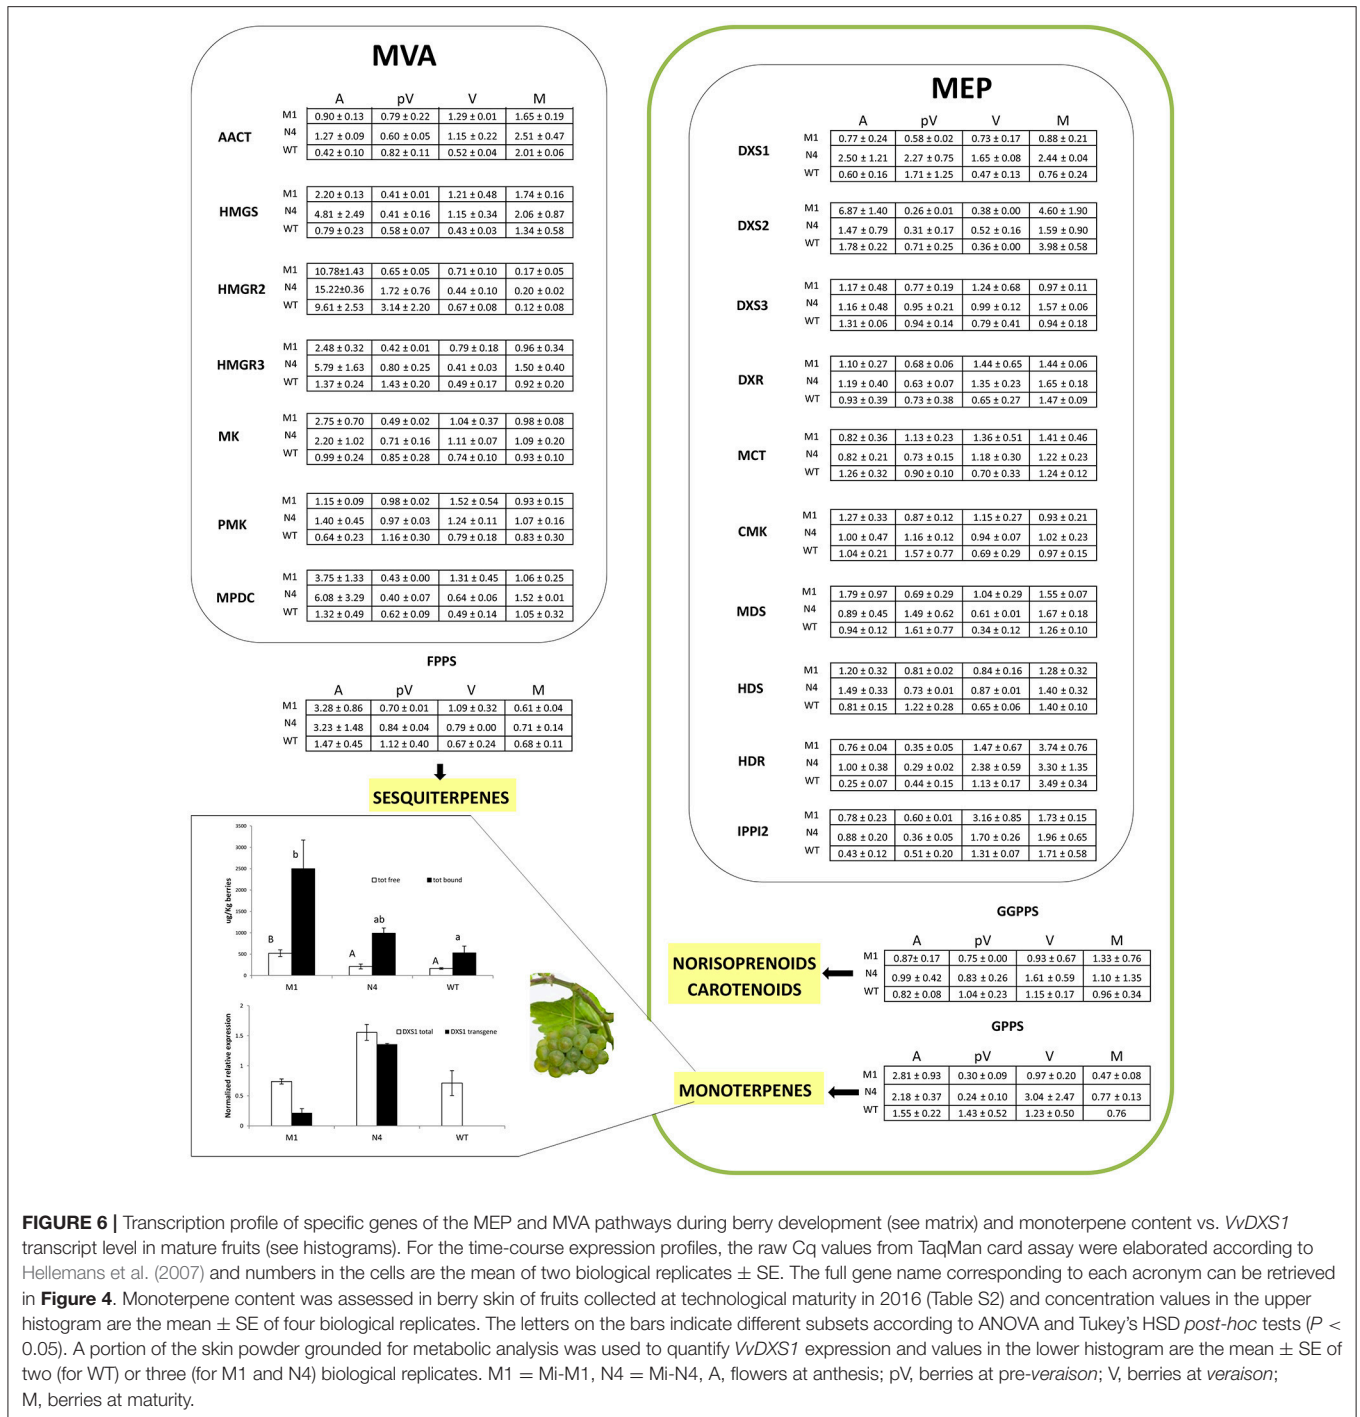 MVA
A pV V M
AACT
M1 0.90 ± 0.13 0.79 ± 0.22 1.29 ± 0.01 1.65 ± 0.19
N4 1.27 ± 0.09 0.60 ± 0.05 1.15 ± 0.22 2.51 ± 0.47
WT 0.42 ± 0.10 0.82 ± 0.11 0.52 ± 0.04 2.01 ± 0.06
HMGS
M1 2.20 ± 0.13 0.41 ± 0.01 1.21 ± 0.48 1.74 ± 0.16
N4 4.81 ± 2.49 0.41 ± 0.16 1.15 ± 0.34 2.06 ± 0.87
WT 0.79 ± 0.23 0.58 ± 0.07 0.43 ± 0.03 1.34 ± 0.58
HMGR2
M1 10.78±1.43 0.65 ± 0.05 0.71 ± 0.10 0.17 ± 0.05
N4 15.22±0.36 1.72 ± 0.76 0.44 ± 0.10 0.20 ± 0.02
WT 9.61 ± 2.53 3.14 ± 2.20 0.67 ± 0.08 0.12 ± 0.08
HMGR3
M1 2.48 ± 0.32 0.42 ± 0.01 0.79 ± 0.18 0.96 ± 0.34
N4 5.79 ± 1.63 0.80 ± 0.25 0.41 ± 0.03 1.50 ± 0.40
WT 1.37 ± 0.24 1.43 ± 0.20 0.49 ± 0.17 0.92 ± 0.20
MK
M1 2.75 ± 0.70 0.49 ± 0.02 1.04 ± 0.37 0.98 ± 0.08
N4 2.20 ± 1.02 0.71 ± 0.16 1.11 ± 0.07 1.09 ± 0.20
WT 0.99 ± 0.24 0.85 ± 0.28 0.74 ± 0.10 0.93 ± 0.10
PMK
M1 1.15 ± 0.09 0.98 ± 0.02 1.52 ± 0.54 0.93 ± 0.15
N4 1.40 ± 0.45 0.97 ± 0.03 1.24 ± 0.11 1.07 ± 0.16
WT 0.64 ± 0.23 1.16 ± 0.30 0.79 ± 0.18 0.83 ± 0.30
MPDC
M1 3.75 ± 1.33 0.43 ± 0.00 1.31 ± 0.45 1.06 ± 0.25
N4 6.08 ± 3.29 0.40 ± 0.07 0.64 ± 0.06 1.52 ± 0.01
WT 1.32 ± 0.49 0.62 ± 0.09 0.49 ± 0.14 1.05 ± 0.32
FPPS
A pV V M
M1 3.28 ± 0.86 0.70 ± 0.01 1.09 ± 0.32 0.61 ± 0.04
N4 3.23 ± 1.48 0.84 ± 0.04 0.79 ± 0.00 0.71 ± 0.14
WT 1.47 ± 0.45 1.12 ± 0.40 0.67 ± 0.24 0.68 ± 0.11
SESQUITERPENES
ug/Kg berries
3500
3000
2500
2000
1500
1000
500
0
tot free tot bound
B b A ab A a
M1 N4 WT
Normalized relative expression
2
1.5
1
0.5
0
DXS1 total DXS1 transgene
M1 N4 WT
MEP
A pV V M
DXS1
M1 0.77 ± 0.24 0.58 ± 0.02 0.73 ± 0.17 0.88 ± 0.21
N4 2.50 ± 1.21 2.27 ± 0.75 1.65 ± 0.08 2.44 ± 0.04
WT 0.60 ± 0.16 1.71 ± 1.25 0.47 ± 0.13 0.76 ± 0.24
DXS2
M1 6.87 ± 1.40 0.26 ± 0.01 0.38 ± 0.00 4.60 ± 1.90
N4 1.47 ± 0.79 0.31 ± 0.17 0.52 ± 0.16 1.59 ± 0.90
WT 1.78 ± 0.22 0.71 ± 0.25 0.36 ± 0.00 3.98 ± 0.58
DXS3
M1 1.17 ± 0.48 0.77 ± 0.19 1.24 ± 0.68 0.97 ± 0.11
N4 1.16 ± 0.48 0.95 ± 0.21 0.99 ± 0.12 1.57 ± 0.06
WT 1.31 ± 0.06 0.94 ± 0.14 0.79 ± 0.41 0.94 ± 0.18
DXR
M1 1.10 ± 0.27 0.68 ± 0.06 1.44 ± 0.65 1.44 ± 0.06
N4 1.19 ± 0.40 0.63 ± 0.07 1.35 ± 0.23 1.65 ± 0.18
WT 0.93 ± 0.39 0.73 ± 0.38 0.65 ± 0.27 1.47 ± 0.09
MCT
M1 0.82 ± 0.36 1.13 ± 0.23 1.36 ± 0.51 1.41 ± 0.46
N4 0.82 ± 0.21 0.73 ± 0.15 1.18 ± 0.30 1.22 ± 0.23
WT 1.26 ± 0.32 0.90 ± 0.10 0.70 ± 0.33 1.24 ± 0.12
CMK
M1 1.27 ± 0.33 0.87 ± 0.12 1.15 ± 0.27 0.93 ± 0.21
N4 1.00 ± 0.47 1.16 ± 0.12 0.94 ± 0.07 1.02 ± 0.23
WT 1.04 ± 0.21 1.57 ± 0.77 0.69 ± 0.29 0.97 ± 0.15
MDS
M1 1.79 ± 0.97 0.69 ± 0.29 1.04 ± 0.29 1.55 ± 0.07
N4 0.89 ± 0.45 1.49 ± 0.62 0.61 ± 0.01 1.67 ± 0.18
WT 0.94 ± 0.12 1.61 ± 0.77 0.34 ± 0.12 1.26 ± 0.10
HDS
M1 1.20 ± 0.32 0.81 ± 0.02 0.84 ± 0.16 1.28 ± 0.32
N4 1.49 ± 0.33 0.73 ± 0.01 0.87 ± 0.01 1.40 ± 0.32
WT 0.81 ± 0.15 1.22 ± 0.28 0.65 ± 0.06 1.40 ± 0.10
HDR
M1 0.76 ± 0.04 0.35 ± 0.05 1.47 ± 0.67 3.74 ± 0.76
N4 1.00 ± 0.38 0.29 ± 0.02 2.38 ± 0.59 3.30 ± 1.35
WT 0.25 ± 0.07 0.44 ± 0.15 1.13 ± 0.17 3.49 ± 0.34
IPPI2
M1 0.78 ± 0.23 0.60 ± 0.01 3.16 ± 0.85 1.73 ± 0.15
N4 0.88 ± 0.20 0.36 ± 0.05 1.70 ± 0.26 1.96 ± 0.65
WT 0.43 ± 0.12 0.51 ± 0.20 1.31 ± 0.07 1.71 ± 0.58
GGPPS
A pV V M
M1 0.87± 0.17 0.75 ± 0.00 0.93 ± 0.67 1.33 ± 0.76
N4 0.99 ± 0.42 0.83 ± 0.26 1.61 ± 0.59 1.10 ± 1.35
WT 0.82 ± 0.08 1.04 ± 0.23 1.15 ± 0.17 0.96 ± 0.34
NORISOPRENOIDS
CAROTENOIDS
GPPS
A pV V M
M1 2.81 ± 0.93 0.30 ± 0.09 0.97 ± 0.20 0.47 ± 0.08
N4 2.18 ± 0.37 0.24 ± 0.10 3.04 ± 2.47 0.77 ± 0.13
WT 1.55 ± 0.22 1.43 ± 0.52 1.23 ± 0.50 0.76
MONOTERPENES
FIGURE 6 | Transcription profile of specific genes of the MEP and MVA pathways during berry development (see matrix) and monoterpene content vs. VvDXS1
transcript level in mature fruits (see histograms). For the time-course expression profiles, the raw Cq values from TaqMan card assay were elaborated according to
Hellemans et al. (2007) and numbers in the cells are the mean of two biological replicates ± SE. The full gene name corresponding to each acronym can be retrieved
in Figure 4. Monoterpene content was assessed in berry skin of fruits collected at technological maturity in 2016 (Table S2) and concentration values in the upper
histogram are the mean ± SE of four biological replicates. The letters on the bars indicate different subsets according to ANOVA and Tukey's HSD post-hoc tests (P <
0.05). A portion of the skin powder grounded for metabolic analysis was used to quantify VvDXS1 expression and values in the lower histogram are the mean ± SE of
two (for WT) or three (for M1 and N4) biological replicates. M1 = Mi-M1, N4 = Mi-N4, A, flowers at anthesis; pV, berries at pre-veraison; V, berries at veraison;
M, berries at maturity.